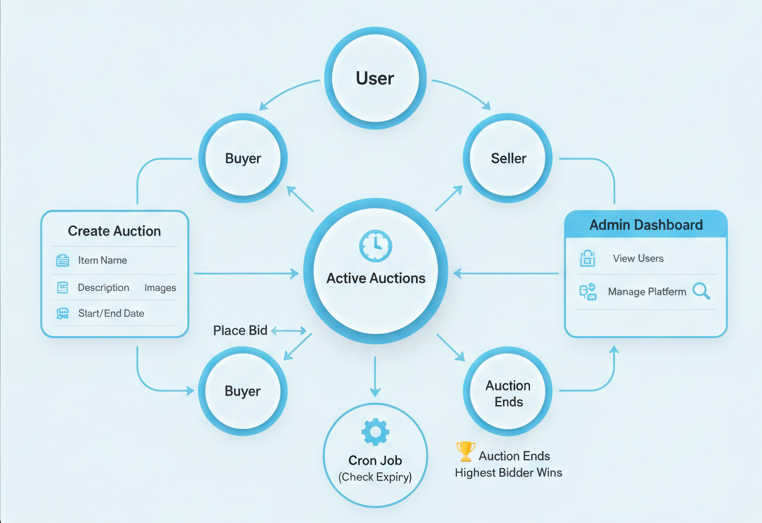 User
Buyer
Seller
Create Auction
Item Name
Description Images
Start/End Date
Active Auctions
Admin Dashboard
View Users
Manage Platform
Place Bid
Buyer
Auction
Ends
Cron Job
(Check Expiry)
Auction Ends
Highest Bidder Wins